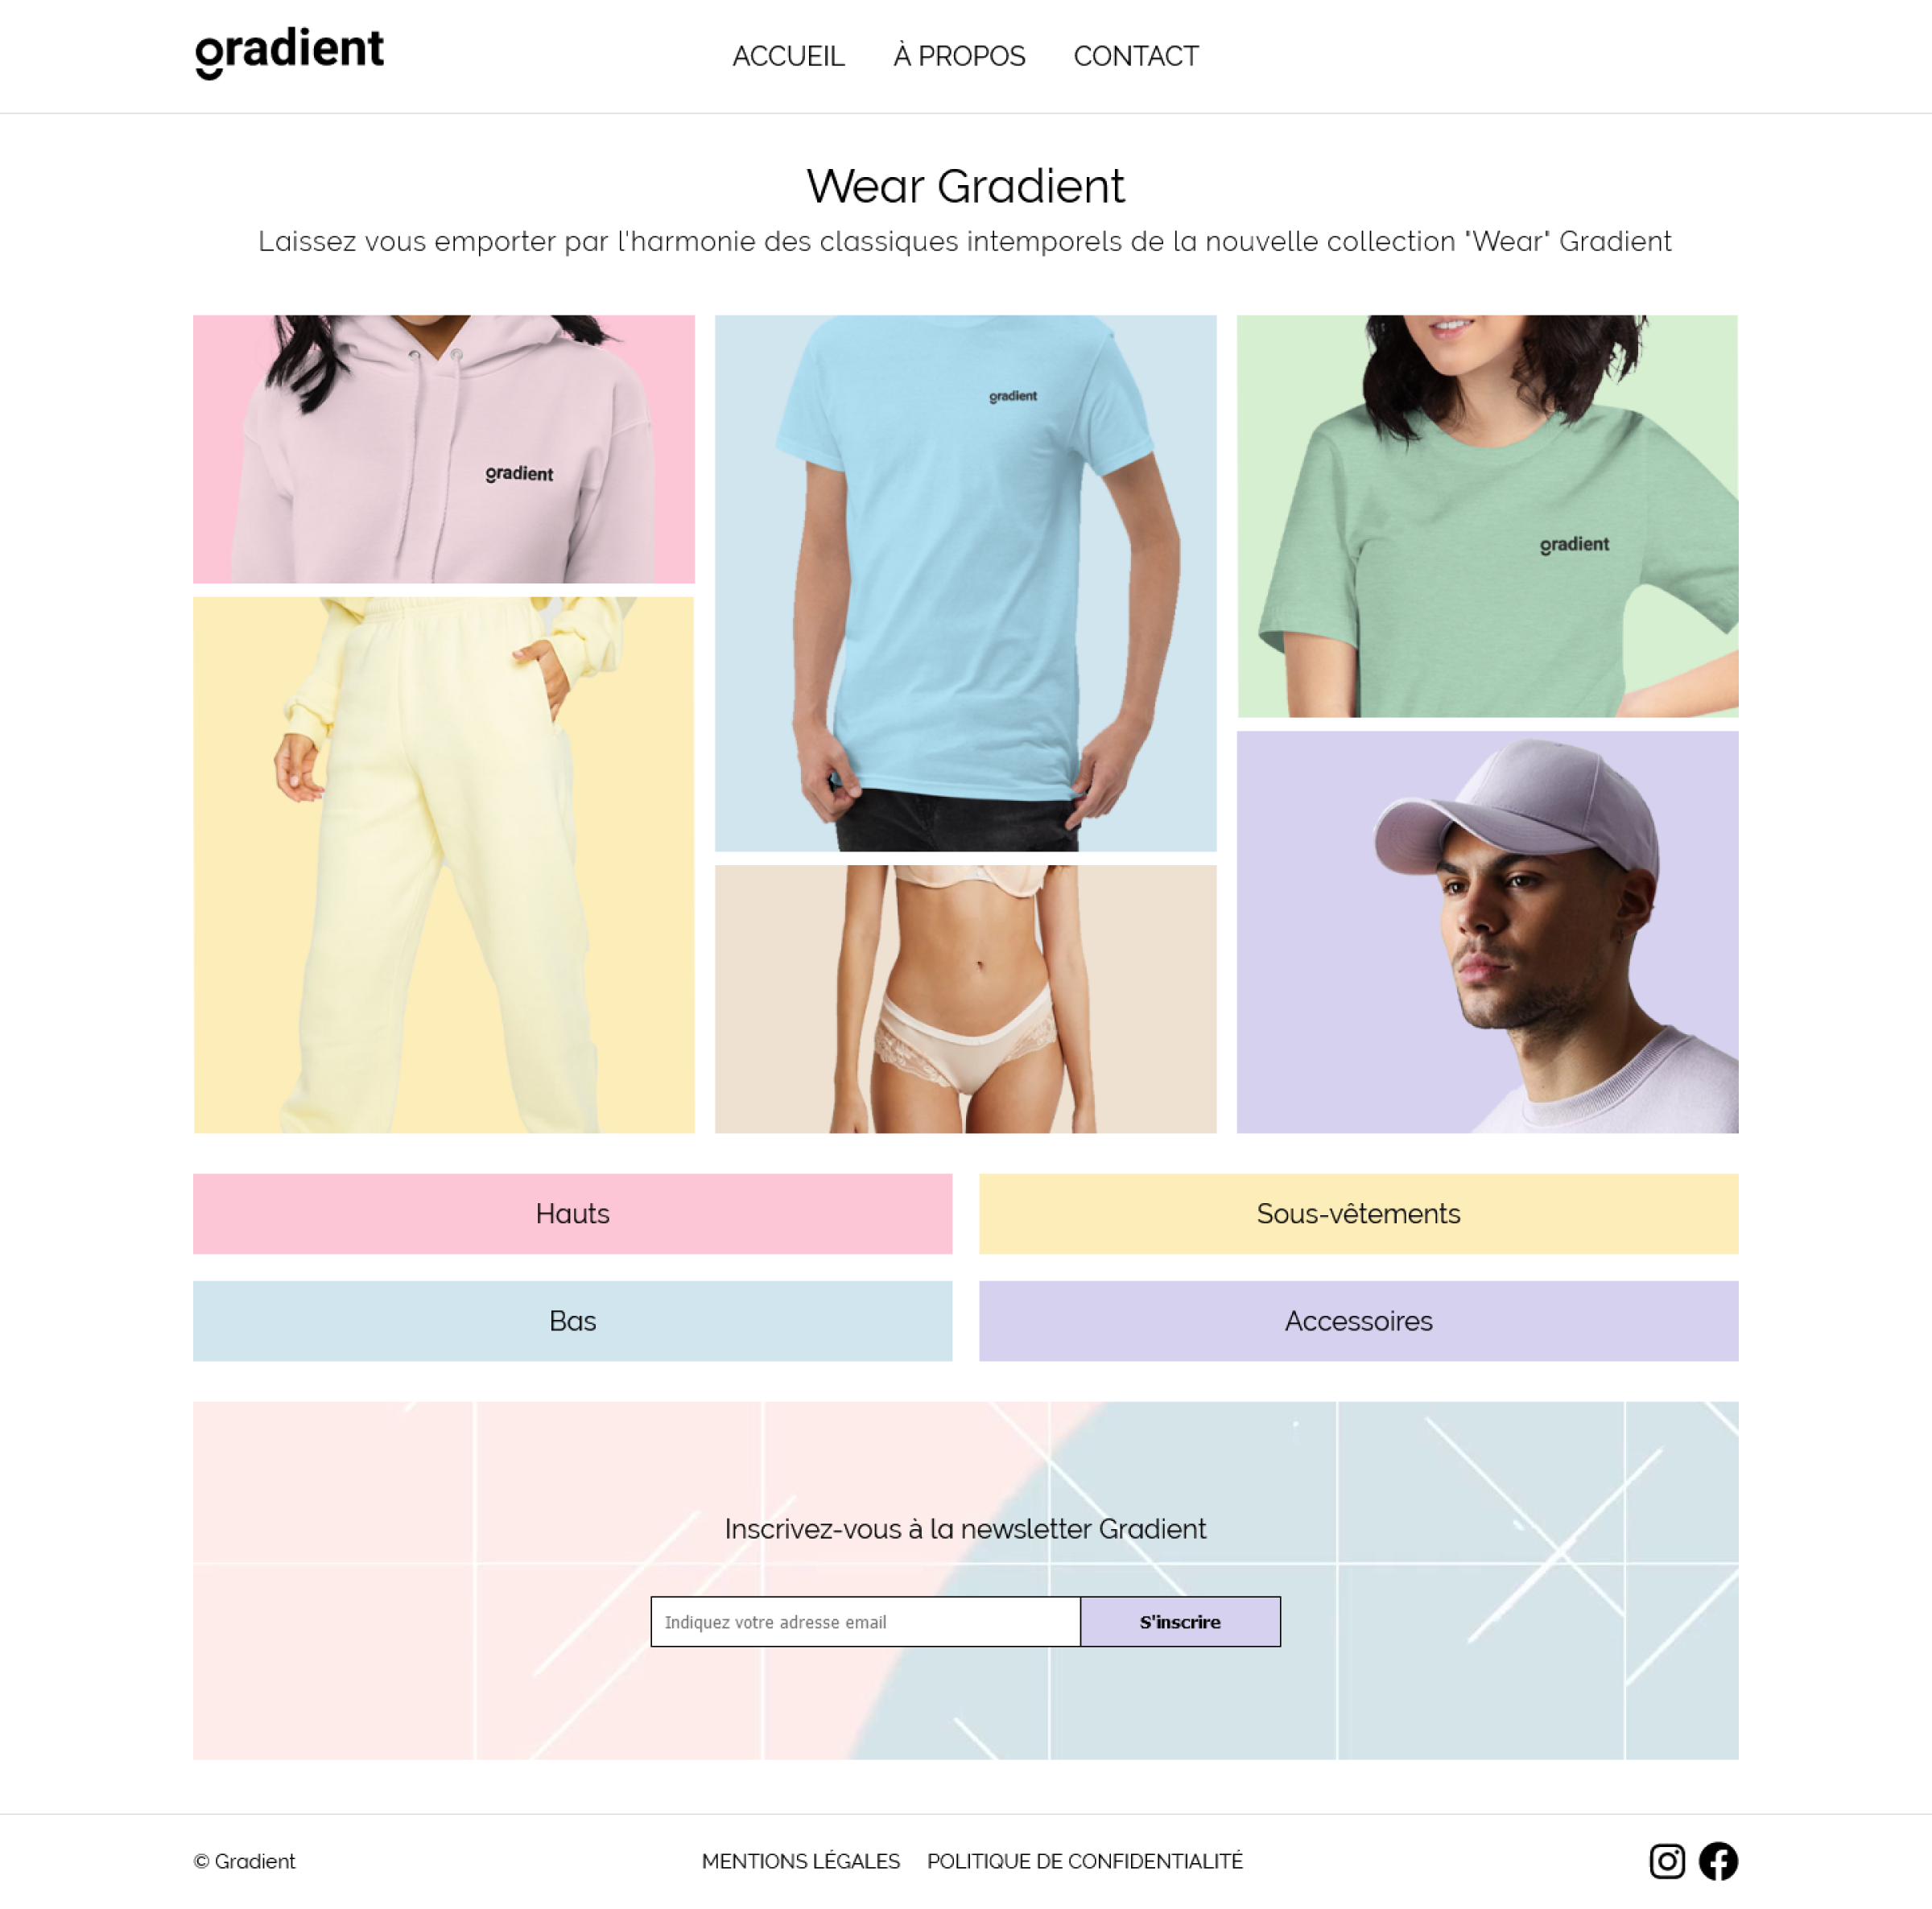 gradient
ACCUEIL À PROPOS CONTACT
Wear Gradient
Laissez vous emporter par l'harmonie des classiques intemporels de la nouvelle collection "Wear" Gradient
gradient
gradient
gradient
Hauts
Sous-vêtements
Bas
Accessoires
Inscrivez-vous à la newsletter Gradient
Indiquez votre adresse email
S'inscrire
© Gradient
MENTIONS LÉGALES POLITIQUE DE CONFIDENTIALITÉ